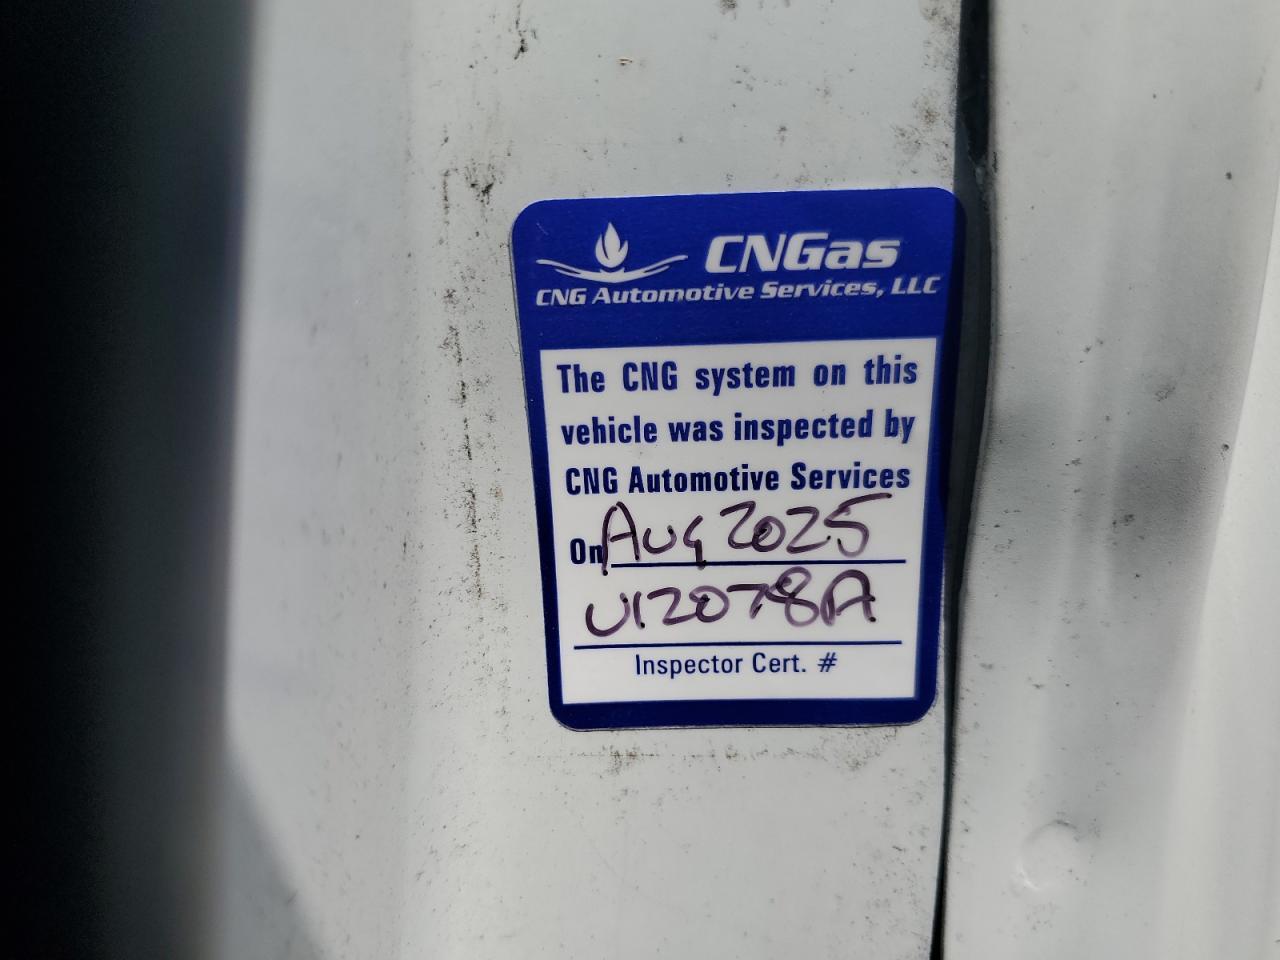 CNGas
CNG Automotive Services, LLC
The CNG system on this
vehicle was inspected by
CNG Automotive Services
On Aug 2025
U12078A
Inspector Cert. #